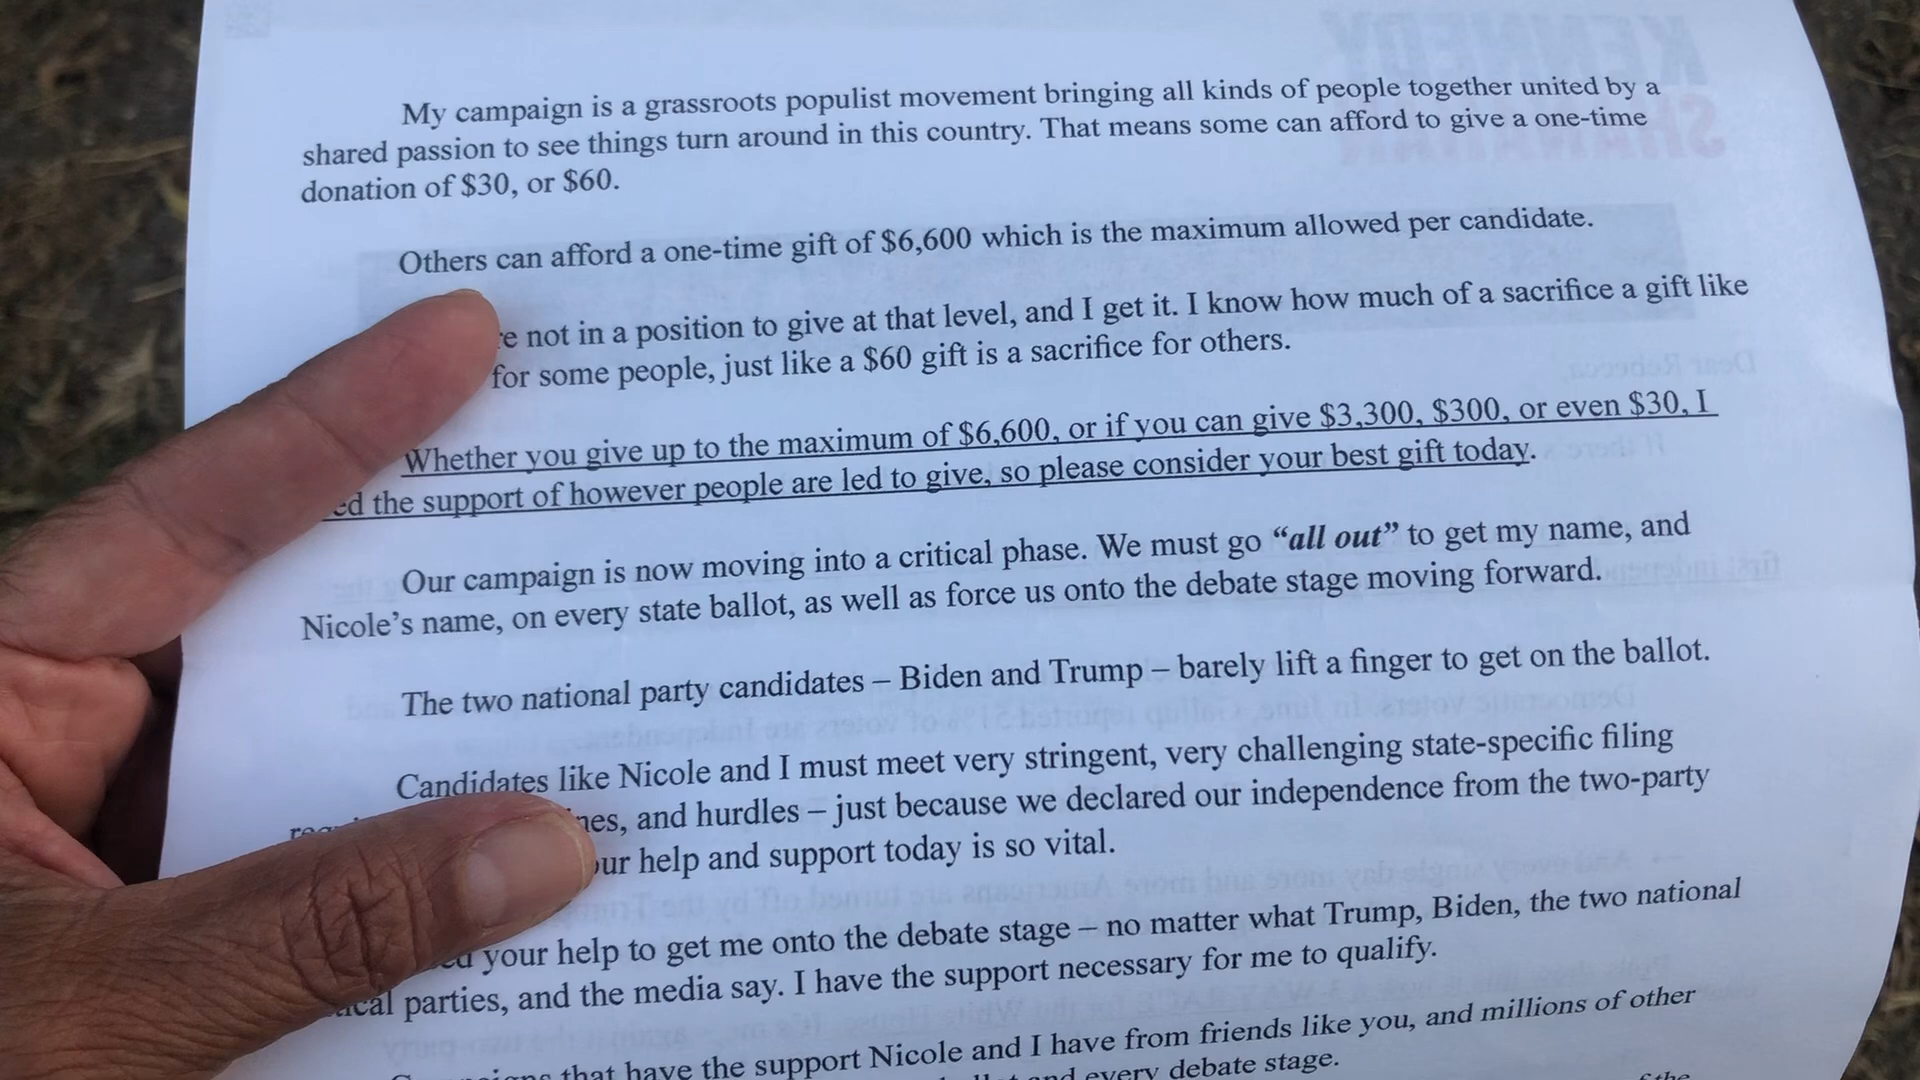 My campaign is a grassroots populist movement bringing all kinds of people together united by a
shared passion to see things turn around in this country. That means some can afford to give a one-time
donation of $30, or $60.
Others can afford a one-time gift of $6,600 which is the maximum allowed per candidate.
not in a position to give at that level, and I get it. I know how much of a sacrifice a gift like
for some people, just like a $60 gift is a sacrifice for others.
Whether you give up to the maximum of $6,600, or if you can give $3,300, $300, or even $30, I
the support of however people are led to give, so please consider your best gift today.
Our campaign is now moving into a critical phase. We must go “all out” to get my name, and
Nicole’s name, on every state ballot, as well as force us onto the debate stage moving forward.
The two national party candidates – Biden and Trump – barely lift a finger to get on the ballot.
Candidates like Nicole and I must meet very stringent, very challenging state-specific filing
and hurdles – just because we declared our independence from the two-party
help and support today is so vital.
your help to get me onto the debate stage – no matter what Trump, Biden, the two national
parties, and the media say. I have the support necessary for me to qualify.
that have the support Nicole and I have from friends like you, and millions of other
and every debate stage.
KENNEDY
SHANAHAN
Dear Rebecca